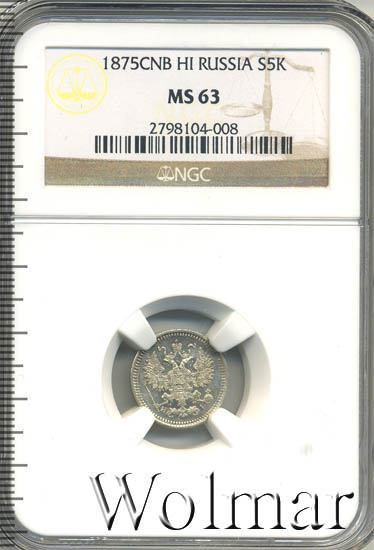 1875CNB HI RUSSIA S5K
MS 63
2798104-008
NGC
Wolmar